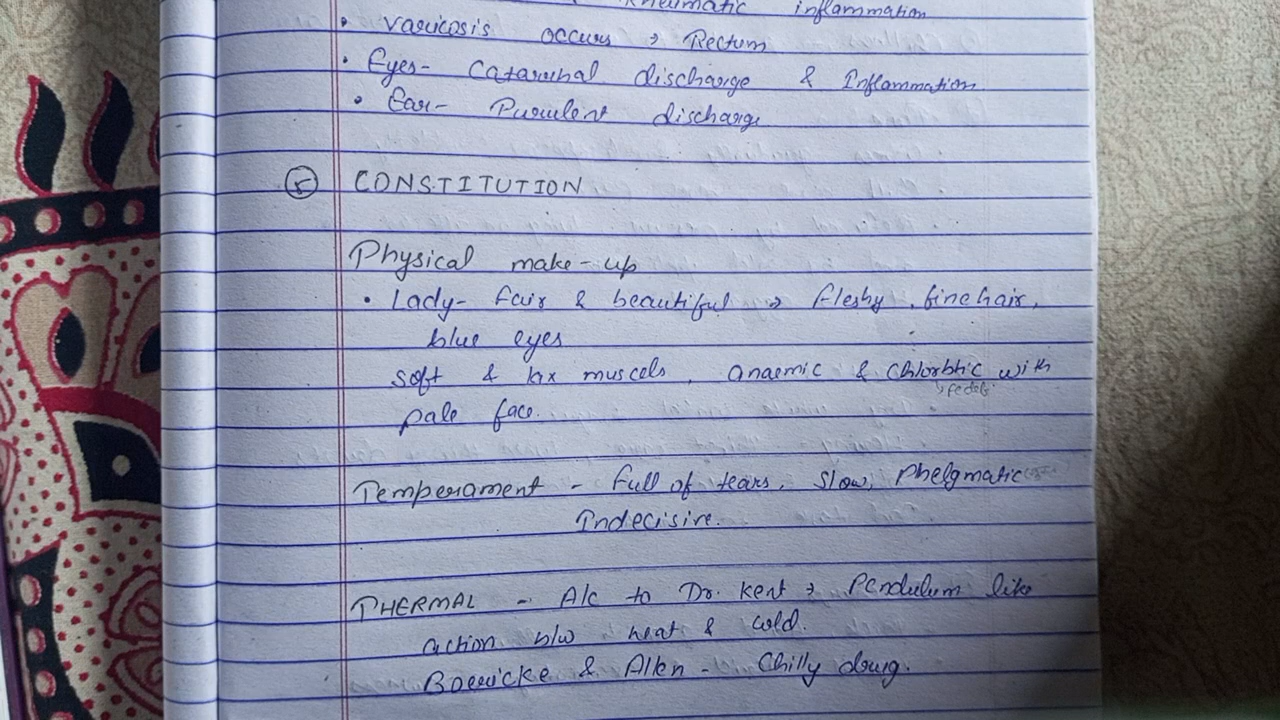 Rheumatic inflammation
• Varicosis occurs → Rectum
• Eyes- Catarrhal discharge & Inflammation
• Ear- Purulent discharge
⑤ CONSTITUTION
Physical make-up
• Lady- fair & beautiful → fleshy, fine hair,
blue eyes
soft & lax muscels, anaemic & chlorotic with
pale face.
Temperament - full of tears, Slow, Phelgmatic
Indecisive.
THERMAL - A/c to Dr. Kent → Pendulum like
action b/w heat & cold.
Boericke & Allen - Chilly drug.